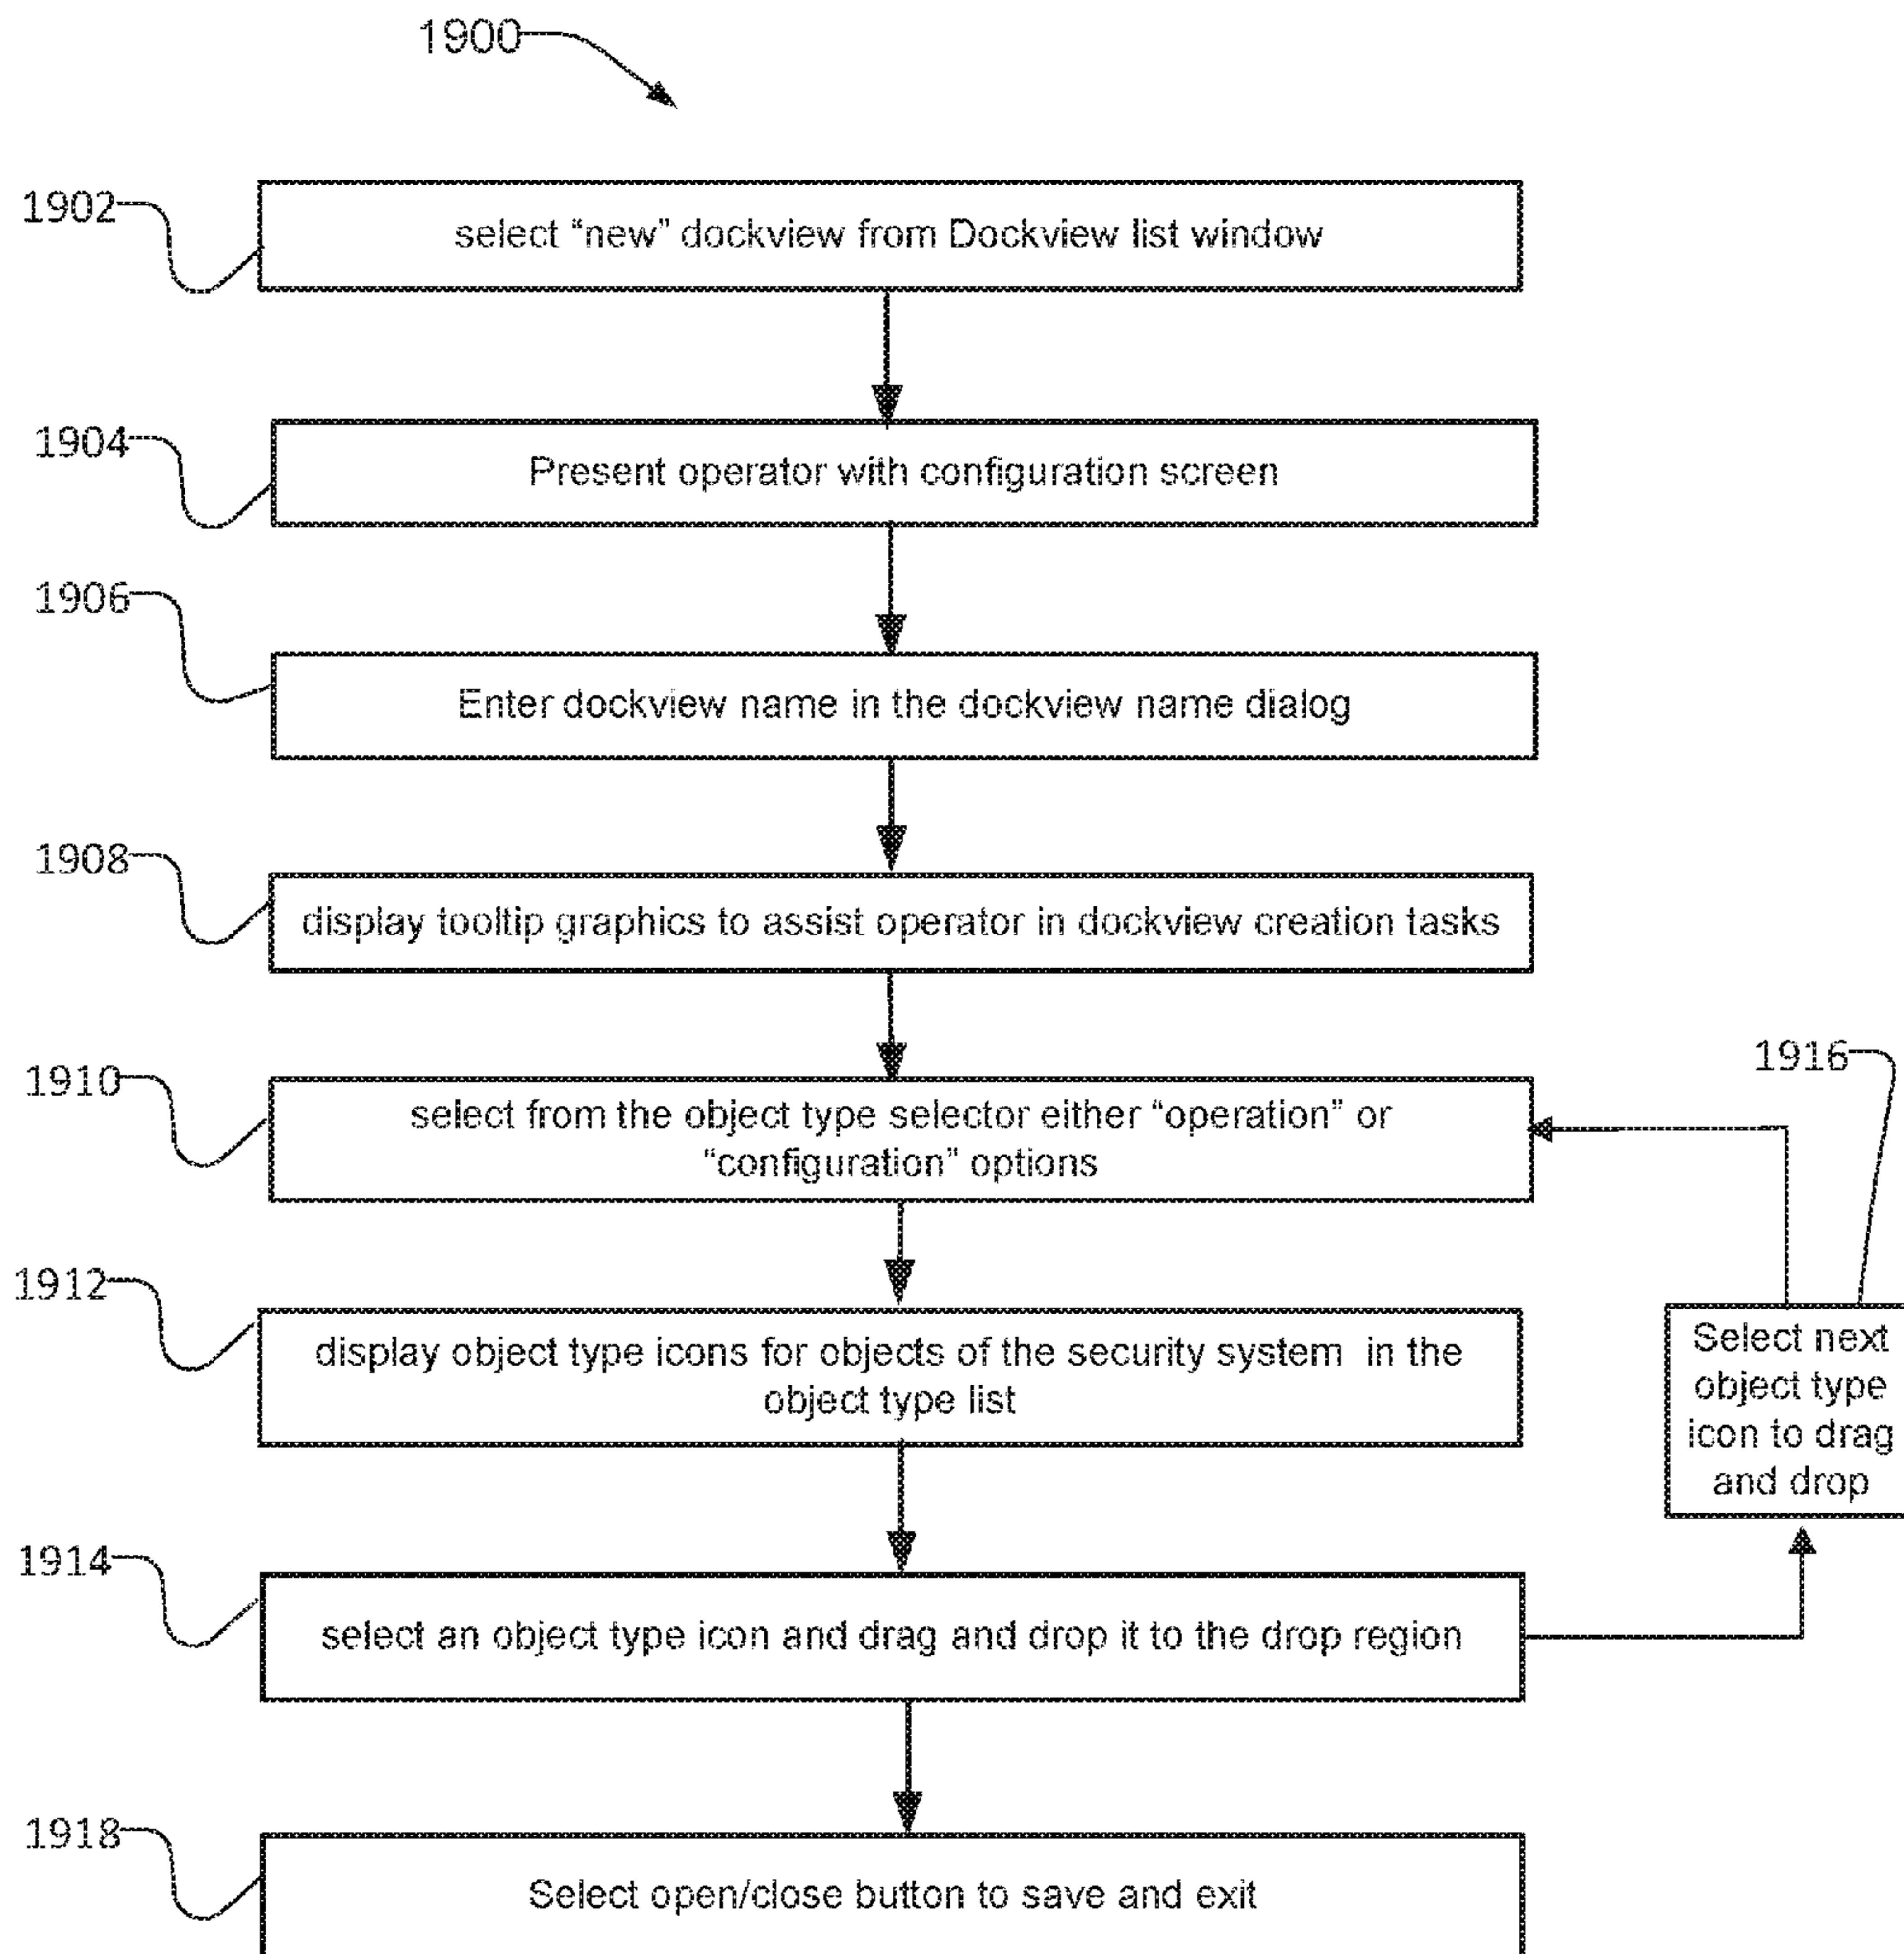 1900
1902
select “new” dockview from Dockview list window
1904
Present operator with configuration screen
1906
Enter dockview name in the dockview name dialog
1908
display tooltip graphics to assist operator in dockview creation tasks
1910
select from the object type selector either “operation” or
“configuration” options
1916
1912
display object type icons for objects of the security system in the
object type list
Select next
object type
icon to drag
and drop
1914
select an object type icon and drag and drop it to the drop region
1918
Select open/close button to save and exit